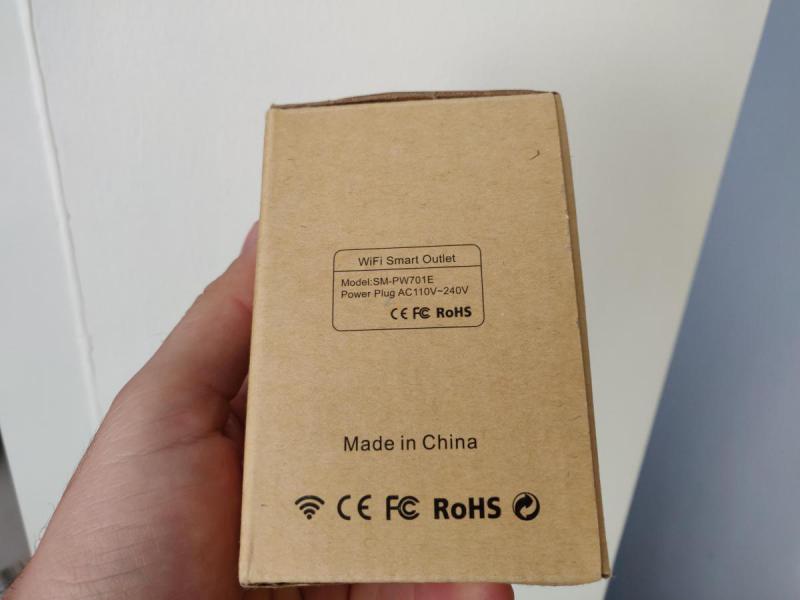 WiFi Smart Outlet
Model:SM-PW701E
Power Plug AC110V~240V
CE FC RoHS
Made in China
CE FC RoHS